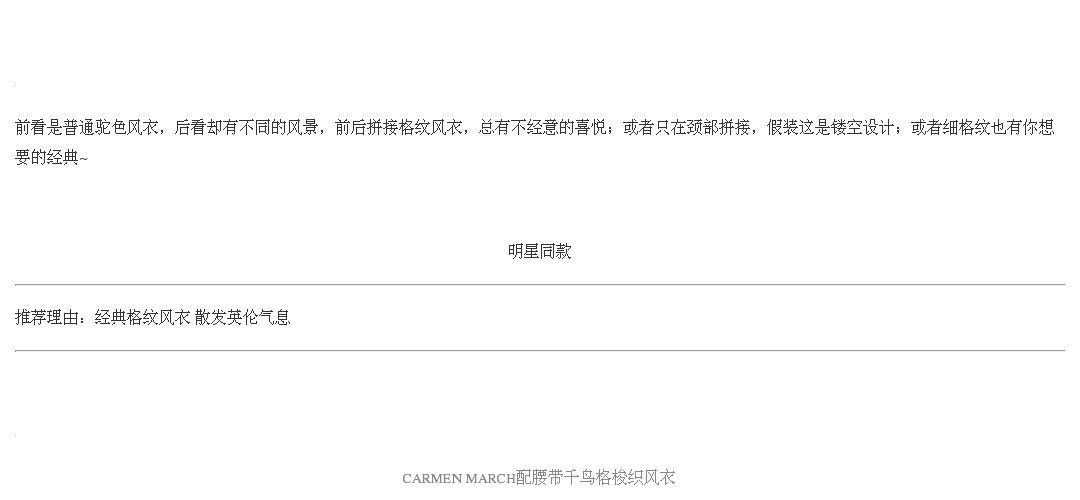 前看是普通驼色风衣，后看却有不同的风景，前后拼接格纹风衣，总有不经意的喜悦；或者只在颈部拼接，假装这是镂空设计；或者细格纹也有你想
要的经典~
明星同款
推荐理由：经典格纹风衣 散发英伦气息
CARMEN MARCH配腰带千鸟格梭织风衣